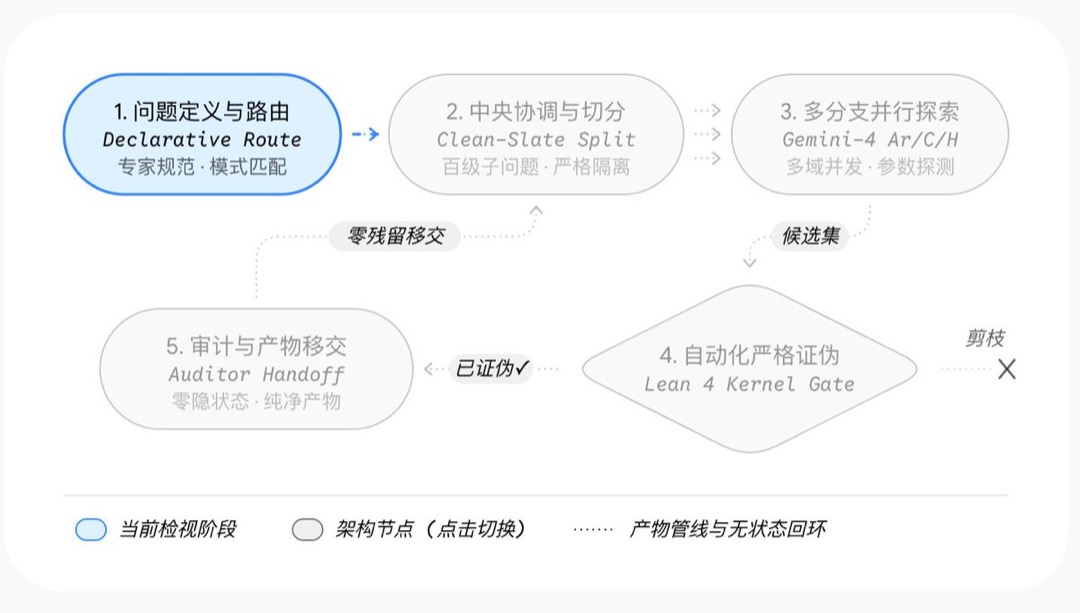 1. 问题定义与路由
Declarative Route
专家规范 · 模式匹配
2. 中央协调与切分
Clean-Slate Split
百级子问题 · 严格隔离
3. 多分支并行探索
Gemini-4 Ar/C/H
多域并发 · 参数探测
零残留移交
候选集
4. 自动化严格证伪
Lean 4 Kernel Gate
剪枝
已证伪✓
5. 审计与产物移交
Auditor Handoff
零隐状态 · 纯净产物
当前检视阶段
架构节点（点击切换）
产物管线与无状态回环